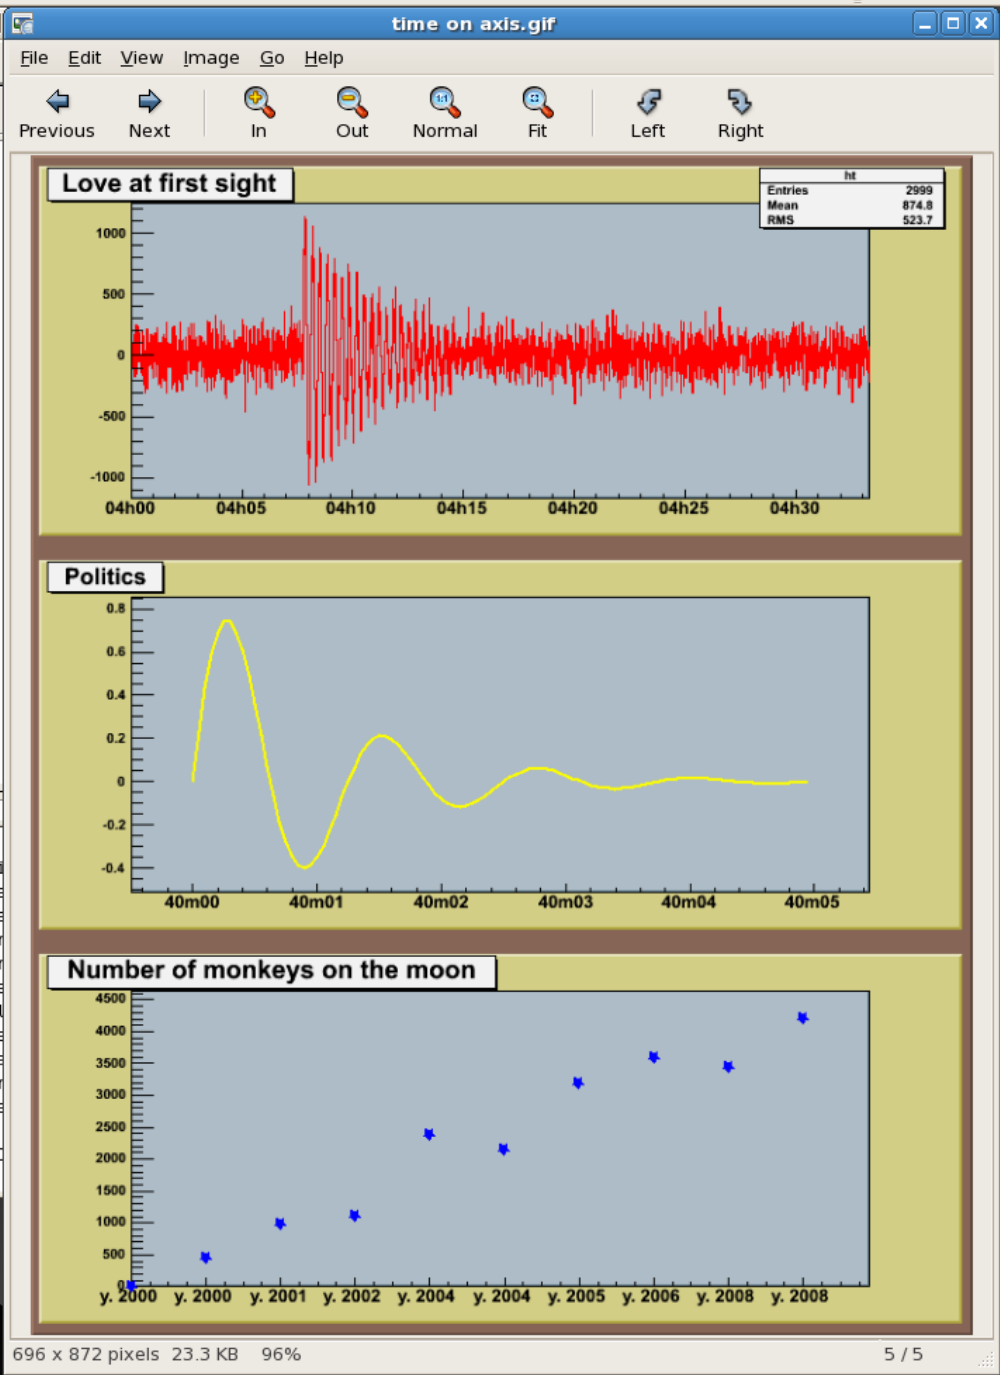 time on axis.gif
File Edit View Image Go Help
Previous Next In Out Normal Fit Left Right
Love at first sight
ht
Entries 2999
Mean 874.8
RMS 523.7
1000
500
0
-500
-1000
04h00 04h05 04h10 04h15 04h20 04h25 04h30
Politics
0.8
0.6
0.4
0.2
0
-0.2
-0.4
40m00 40m01 40m02 40m03 40m04 40m05
Number of monkeys on the moon
4500
4000
3500
3000
2500
2000
1500
1000
500
0
y. 2000 y. 2000 y. 2001 y. 2002 y. 2004 y. 2004 y. 2005 y. 2006 y. 2008 y. 2008
696 x 872 pixels 23.3 KB 96% 5 / 5